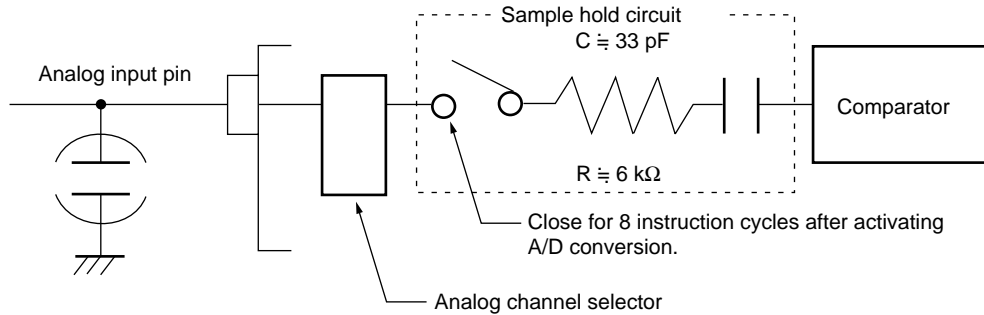 Sample hold circuit
C ≒ 33 pF
Analog input pin
Comparator
R ≒ 6 kΩ
Close for 8 instruction cycles after activating
A/D conversion.
Analog channel selector